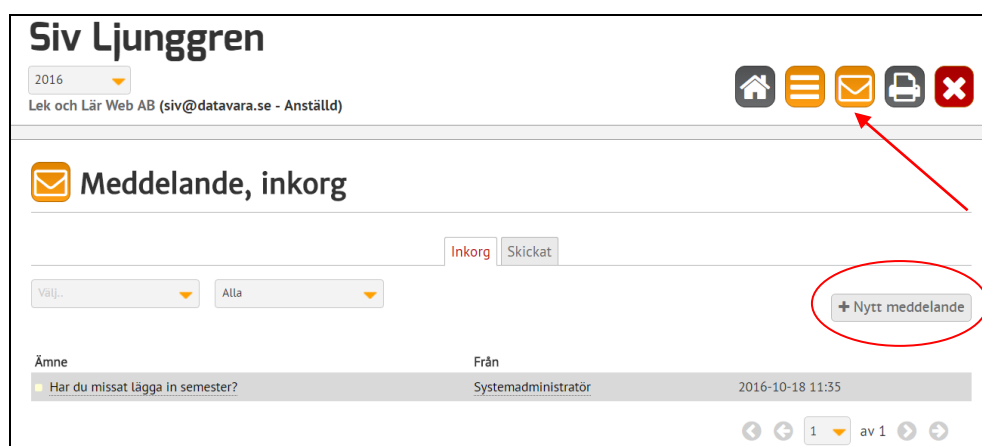 Siv Ljunggren
2016
Lek och Lär Web AB (siv@datavara.se - Anställd)
Meddelande, inkorg
Inkorg Skickat
Välj.. Alla
+ Nytt meddelande
Ämne Från
Har du missat lägga in semester? Systemadministratör 2016-10-18 11:35
1 av 1